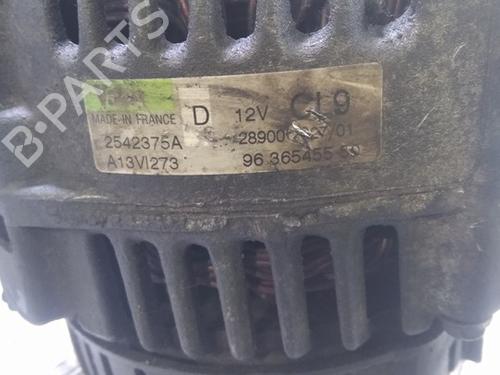 B-PARTS
MADE-IN FRANCE D 12V CL9
2542375A
A13VI273 96 365455